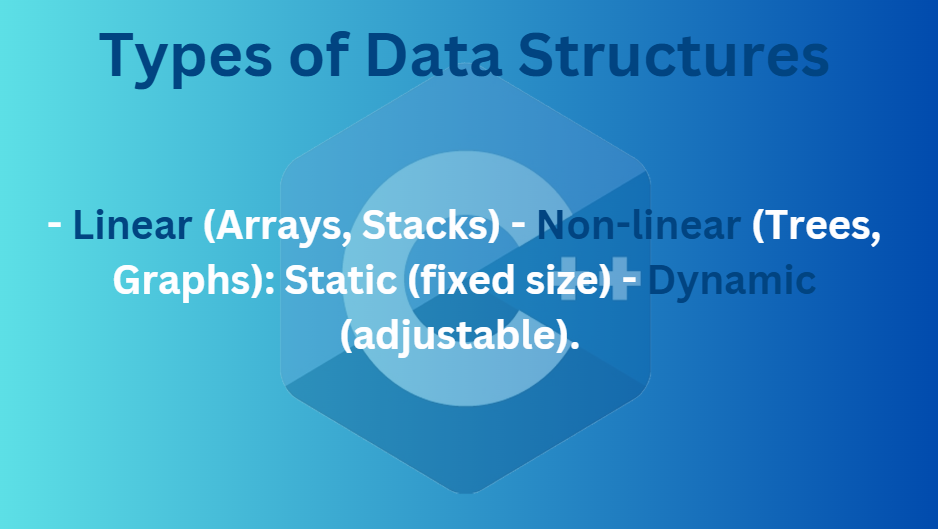 Types of Data Structures
- Linear (Arrays, Stacks) - Non-linear (Trees,
Graphs): Static (fixed size) - Dynamic
(adjustable).
C++